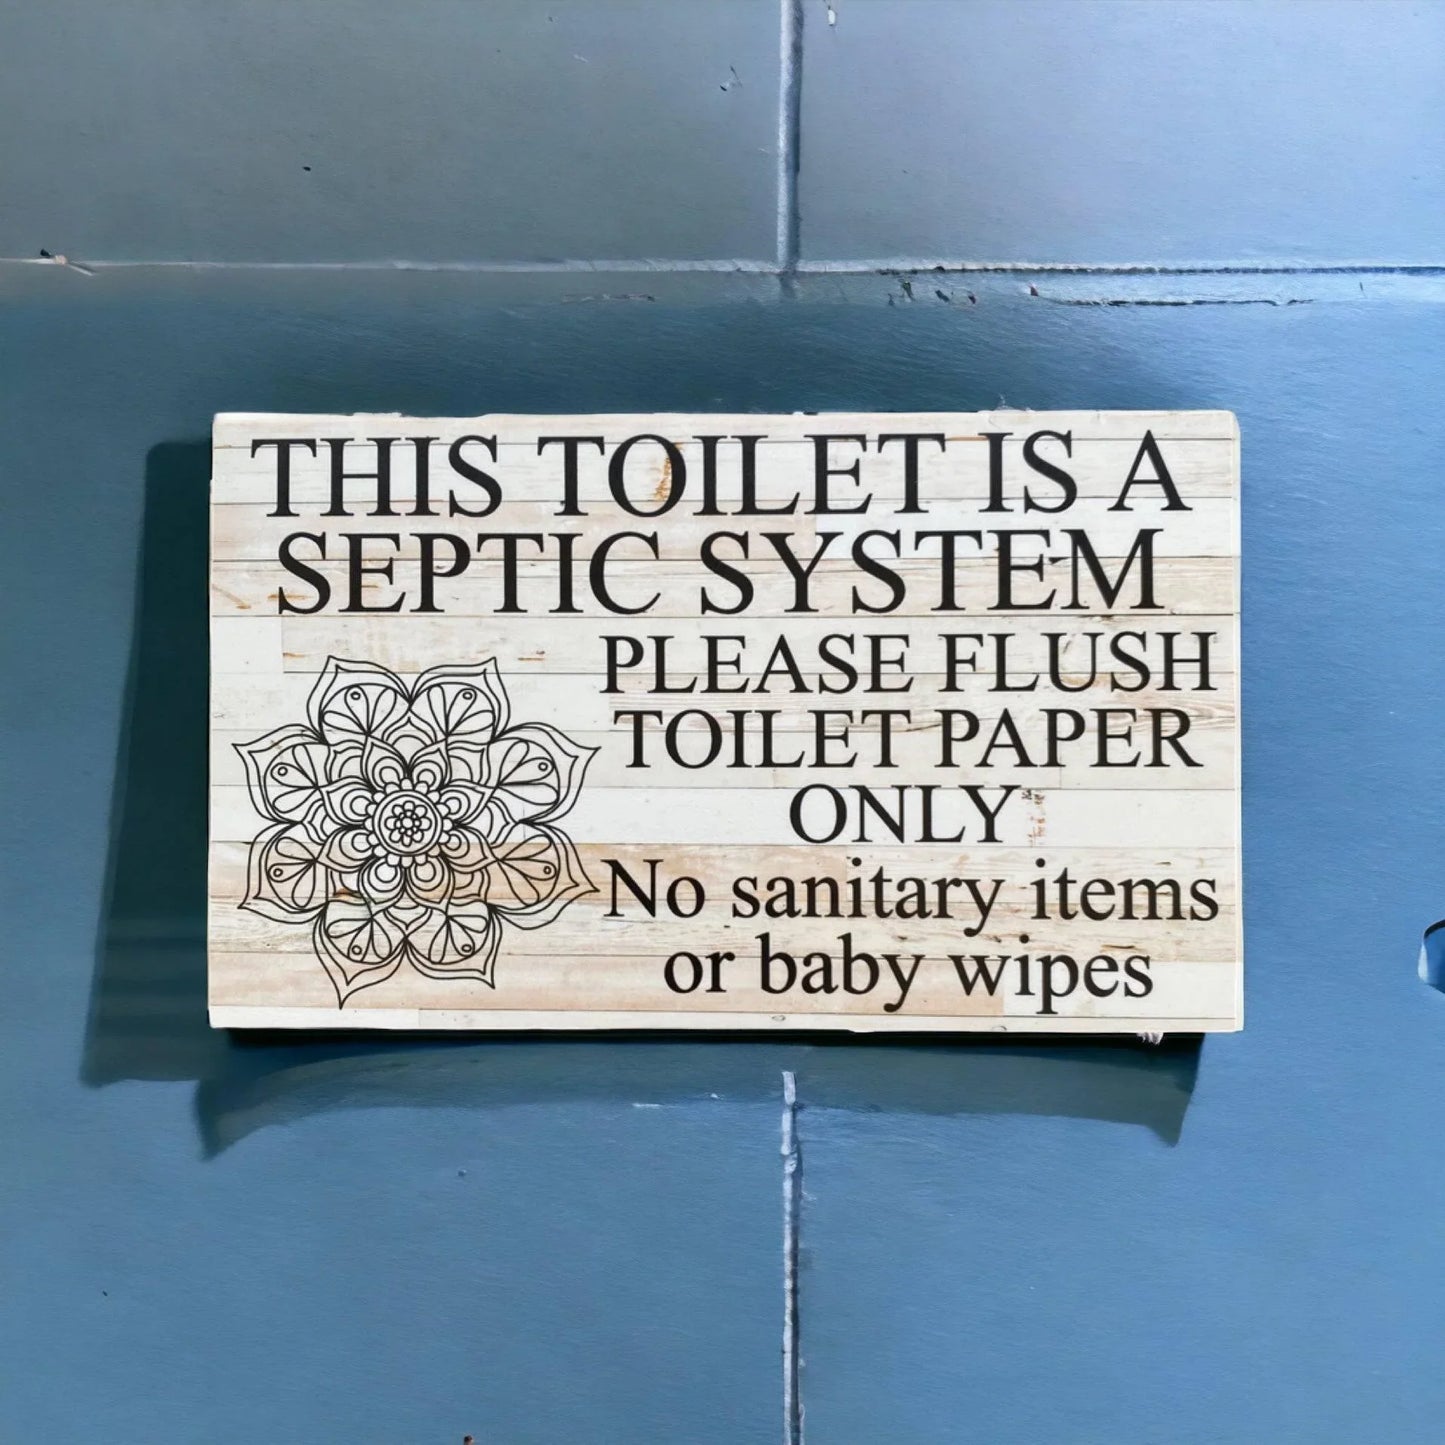 THIS TOILET IS A
SEPTIC SYSTEM
PLEASE FLUSH
TOILET PAPER
ONLY
No sanitary items
or baby wipes